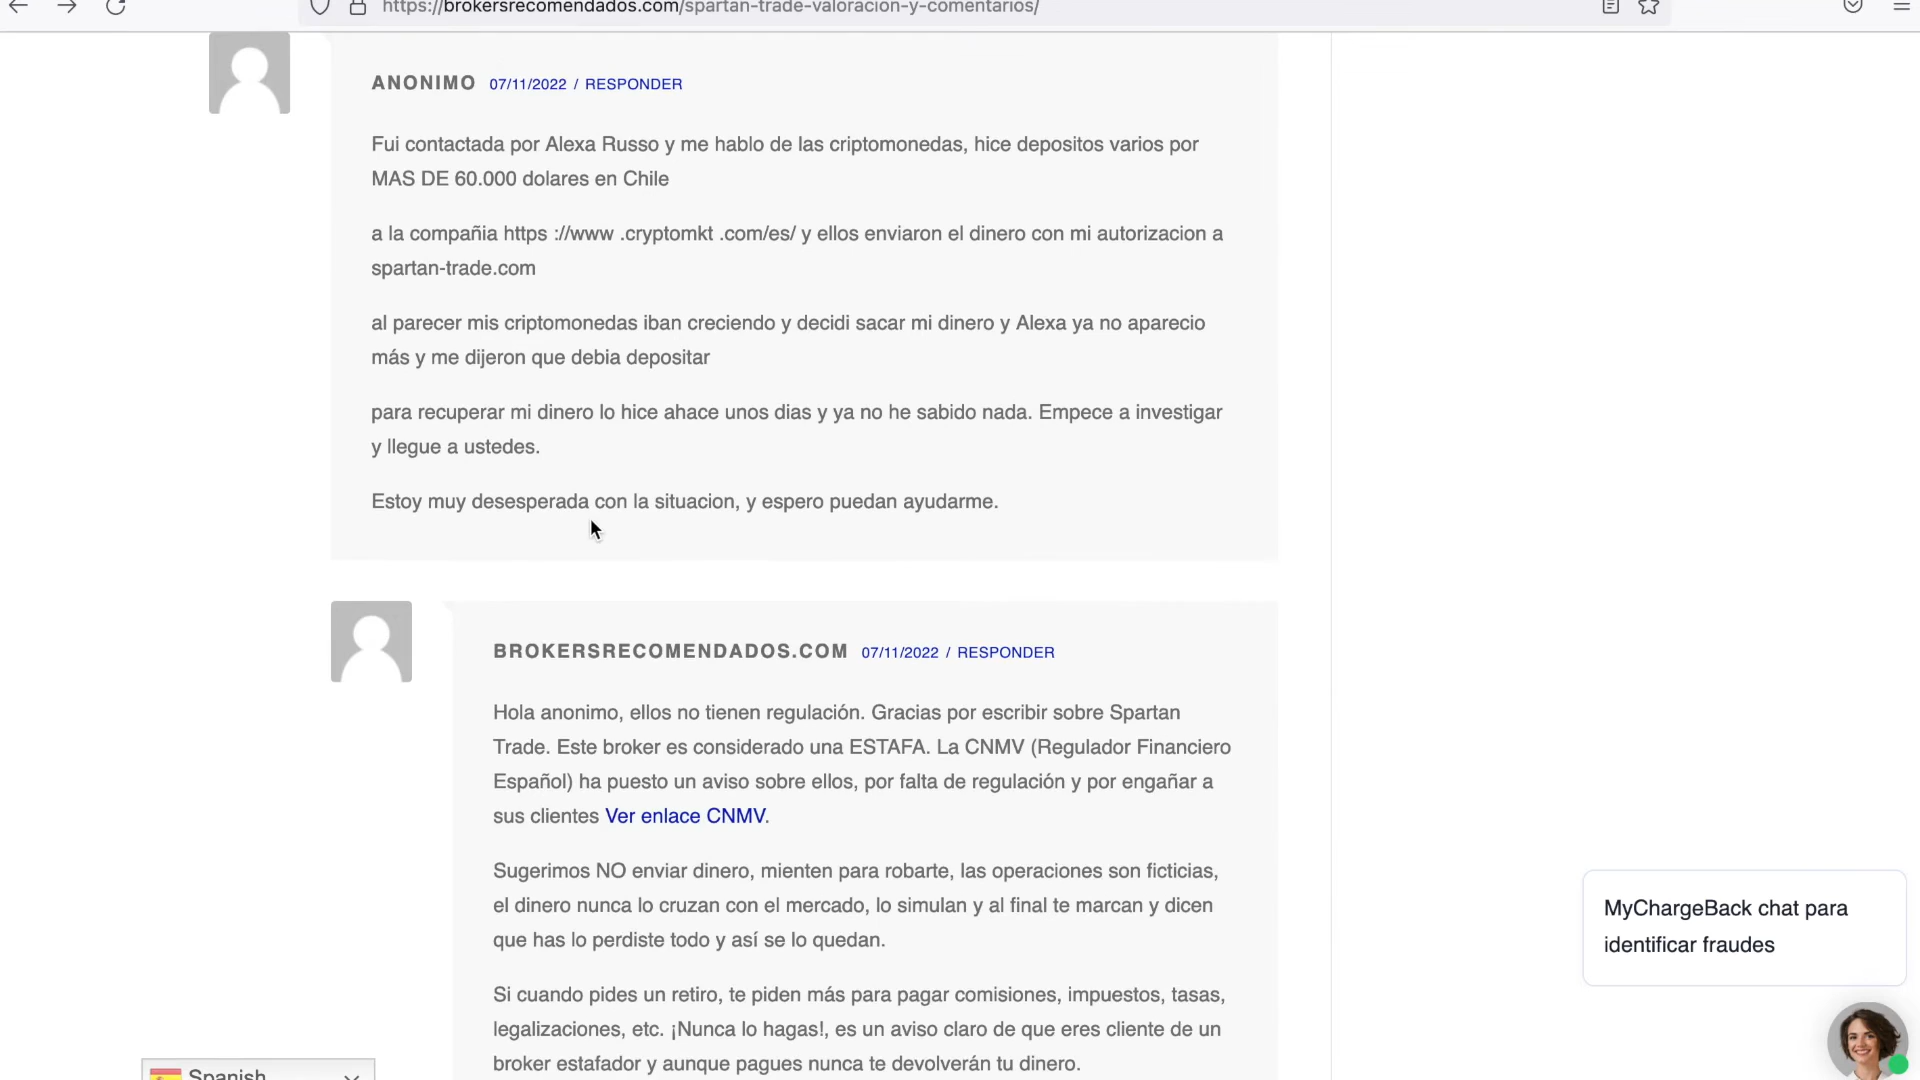 https://brokersrecomendados.com/spartan-trade-valoracion-y-comentarios/
ANONIMO 07/11/2022 / RESPONDER
Fui contactada por Alexa Russo y me hablo de las criptomonedas, hice depositos varios por
MAS DE 60.000 dolares en Chile
a la compañia https ://www .cryptomkt .com/es/ y ellos enviaron el dinero con mi autorizacion a
spartan-trade.com
al parecer mis criptomonedas iban creciendo y decidi sacar mi dinero y Alexa ya no aparecio
más y me dijeron que debia depositar
para recuperar mi dinero lo hice ahace unos dias y ya no he sabido nada. Empece a investigar
y llegue a ustedes.
Estoy muy desesperada con la situacion, y espero puedan ayudarme.
BROKERSRECOMENDADOS.COM 07/11/2022 / RESPONDER
Hola anonimo, ellos no tienen regulación. Gracias por escribir sobre Spartan
Trade. Este broker es considerado una ESTAFA. La CNMV (Regulador Financiero
Español) ha puesto un aviso sobre ellos, por falta de regulación y por engañar a
sus clientes Ver enlace CNMV.
Sugerimos NO enviar dinero, mienten para robarte, las operaciones son ficticias,
el dinero nunca lo cruzan con el mercado, lo simulan y al final te marcan y dicen
que has lo perdiste todo y así se lo quedan.
Si cuando pides un retiro, te piden más para pagar comisiones, impuestos, tasas,
legalizaciones, etc. ¡Nunca lo hagas!, es un aviso claro de que eres cliente de un
broker estafador y aunque pagues nunca te devolverán tu dinero.
MyChargeBack chat para
identificar fraudes
Spanish